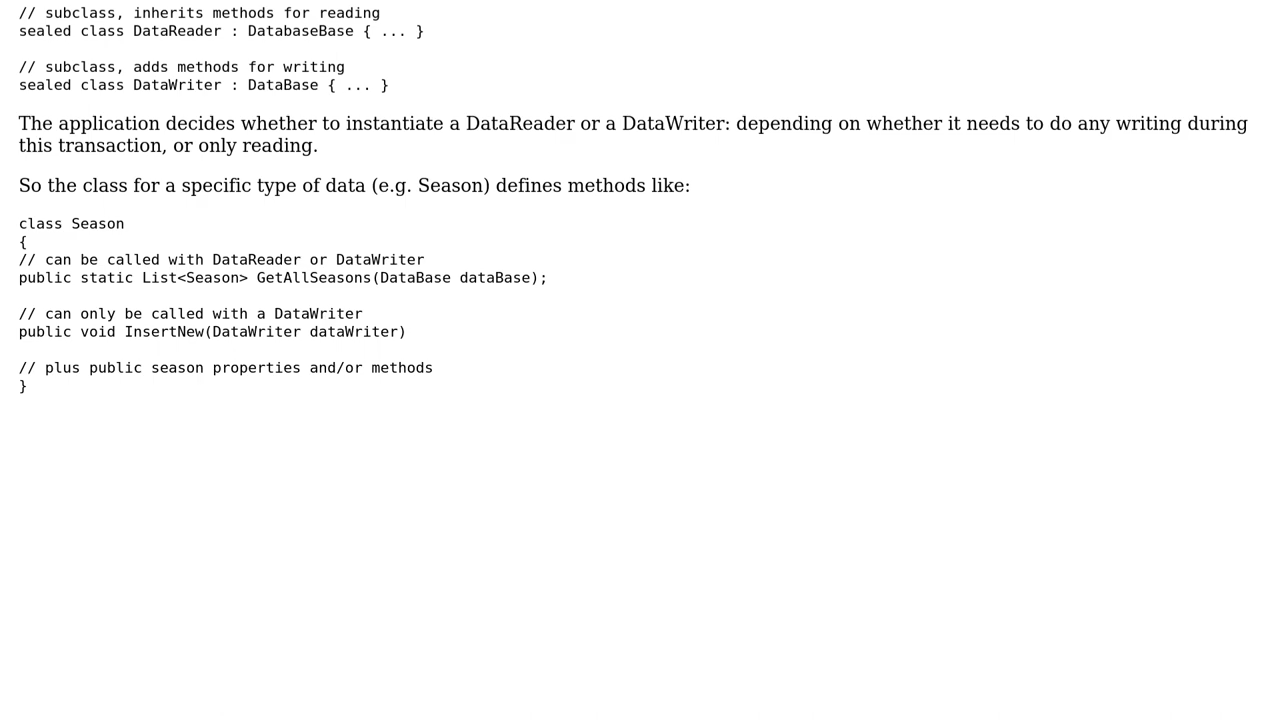 // subclass, inherits methods for reading
sealed class DataReader : DatabaseBase { ... }
// subclass, adds methods for writing
sealed class DataWriter : DataBase { ... }
The application decides whether to instantiate a DataReader or a DataWriter: depending on whether it needs to do any writing during
this transaction, or only reading.
So the class for a specific type of data (e.g. Season) defines methods like:
class Season
{
// can be called with DataReader or DataWriter
public static List<Season> GetAllSeasons(DataBase dataBase);
// can only be called with a DataWriter
public void InsertNew(DataWriter dataWriter)
// plus public season properties and/or methods
}